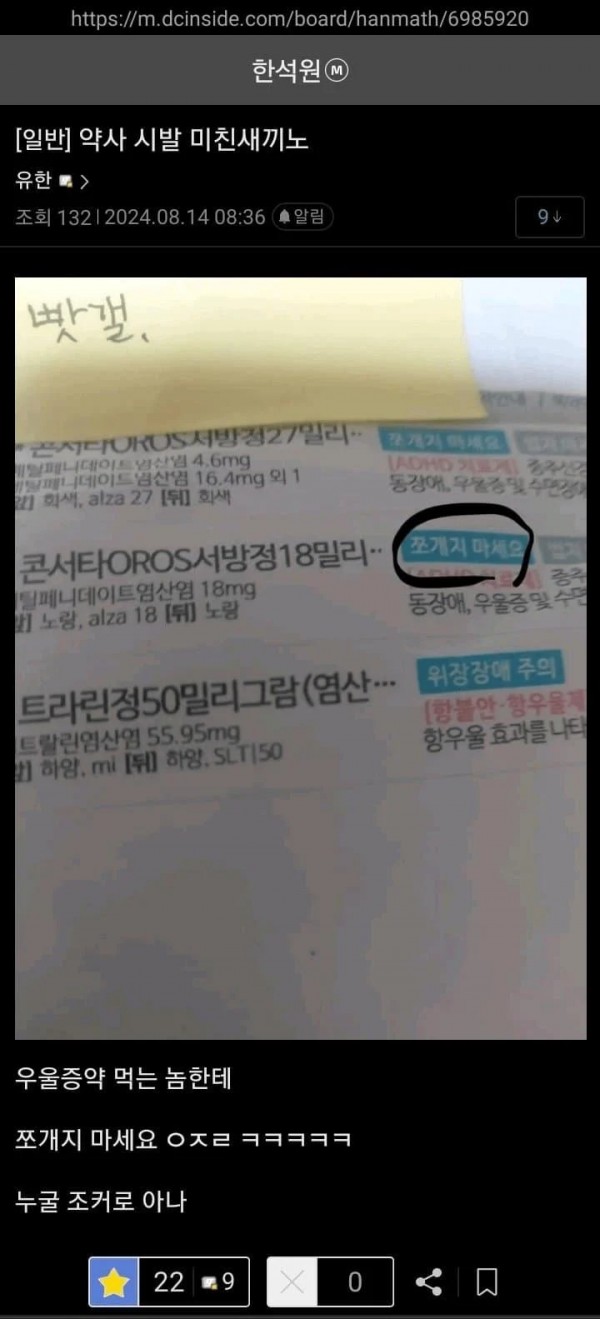 https://m.dcinside.com/board/hanmath/6985920
한석원Ⓜ
[일반] 약사 시발 미친새끼노
유한 >
조회 132 | 2024.08.14 08:36 알림
9↓
빳갤.
콘서타OROS서방정27밀리‥ 쪼개지 마세요
메틸페니데이트염산염 4.6mg [ADHD 치료제] 중추신경
메틸페니데이트염산염 16.4mg 외 1 동장애, 우울증 및 수면장애
회색, alza 27 [뒤] 회색
콘서타OROS서방정18밀리‥ 쪼개지 마세요
틸페니데이트염산염 18mg 중추
노랑, alza 18 [뒤] 노랑 동장애, 우울증 및 수면
트라린정50밀리그람(염산… 위장장애 주의
트랄린염산염 55.95mg [항불안·항우울제
하양, mi [뒤] 하양, SLT|50 항우울 효과를 나타
우울증약 먹는 놈한테
쪼개지 마세요 ㅇㅈㄹ ㅋㅋㅋㅋㅋ
누굴 조커로 아나
22 9 0